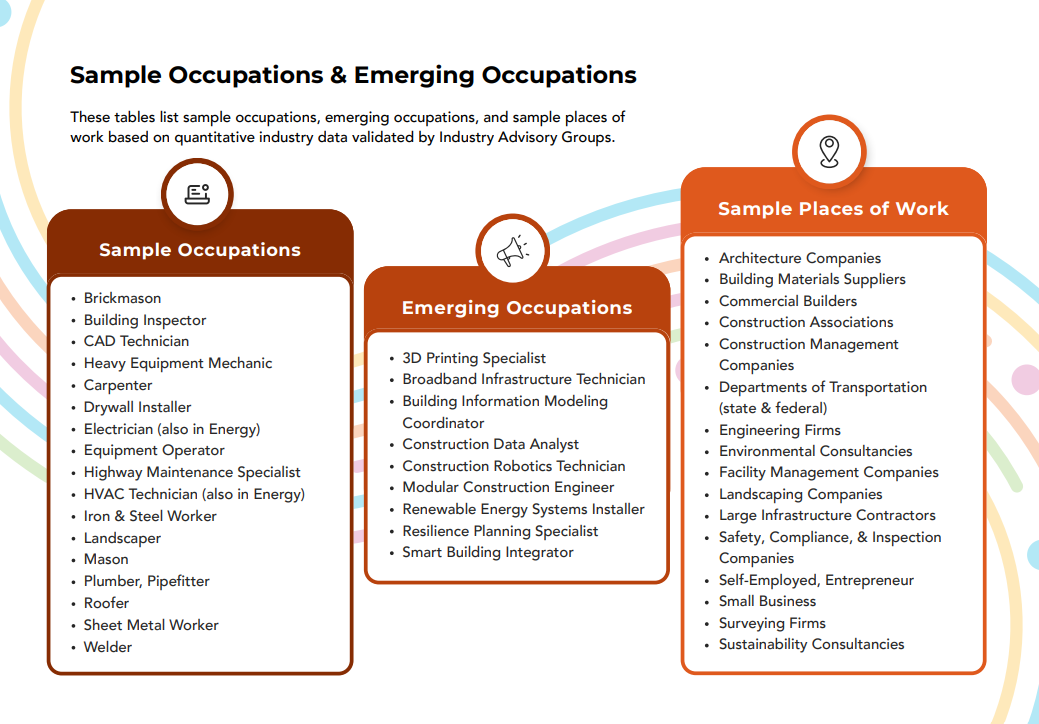 Sample Occupations & Emerging Occupations
These tables list sample occupations, emerging occupations, and sample places of
work based on quantitative industry data validated by Industry Advisory Groups.
Sample Occupations
• Brickmason
• Building Inspector
• CAD Technician
• Heavy Equipment Mechanic
• Carpenter
• Drywall Installer
• Electrician (also in Energy)
• Equipment Operator
• Highway Maintenance Specialist
• HVAC Technician (also in Energy)
• Iron & Steel Worker
• Landscaper
• Mason
• Plumber, Pipefitter
• Roofer
• Sheet Metal Worker
• Welder
Emerging Occupations
• 3D Printing Specialist
• Broadband Infrastructure Technician
• Building Information Modeling
Coordinator
• Construction Data Analyst
• Construction Robotics Technician
• Modular Construction Engineer
• Renewable Energy Systems Installer
• Resilience Planning Specialist
• Smart Building Integrator
Sample Places of Work
• Architecture Companies
• Building Materials Suppliers
• Commercial Builders
• Construction Associations
• Construction Management
Companies
• Departments of Transportation
(state & federal)
• Engineering Firms
• Environmental Consultancies
• Facility Management Companies
• Landscaping Companies
• Large Infrastructure Contractors
• Safety, Compliance, & Inspection
Companies
• Self-Employed, Entrepreneur
• Small Business
• Surveying Firms
• Sustainability Consultancies